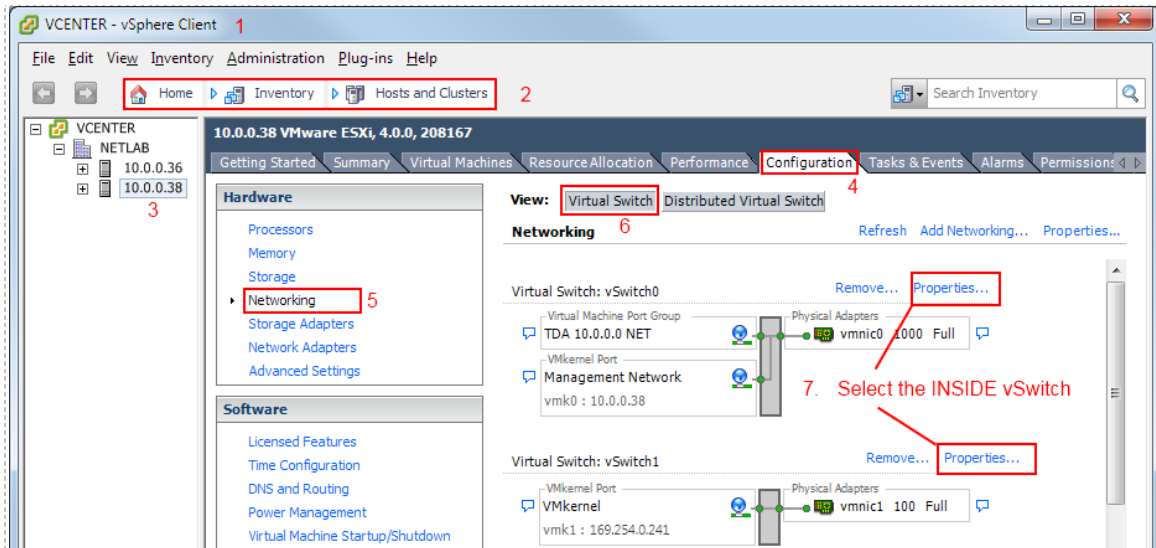 VCENTER - vSphere Client 1
File Edit View Inventory Administration Plug-ins Help
Home Inventory Hosts and Clusters 2 Search Inventory
VCENTER
NETLAB
10.0.0.36
10.0.0.38
3
10.0.0.38 VMware ESXi, 4.0.0, 208167
Getting Started Summary Virtual Machines Resource Allocation Performance Configuration Tasks & Events Alarms Permissions
4
Hardware
Processors
Memory
Storage
Networking 5
Storage Adapters
Network Adapters
Advanced Settings
Software
Licensed Features
Time Configuration
DNS and Routing
Power Management
Virtual Machine Startup/Shutdown
View: Virtual Switch Distributed Virtual Switch
6
Networking Refresh Add Networking... Properties...
Virtual Switch: vSwitch0 Remove... Properties...
Virtual Machine Port Group Physical Adapters
TDA 10.0.0.0 NET vmnic0 1000 Full
VMkernel Port
Management Network
vmk0 : 10.0.0.38
7. Select the INSIDE vSwitch
Virtual Switch: vSwitch1 Remove... Properties...
VMkernel Port Physical Adapters
VMkernel vmnic1 100 Full
vmk1 : 169.254.0.241